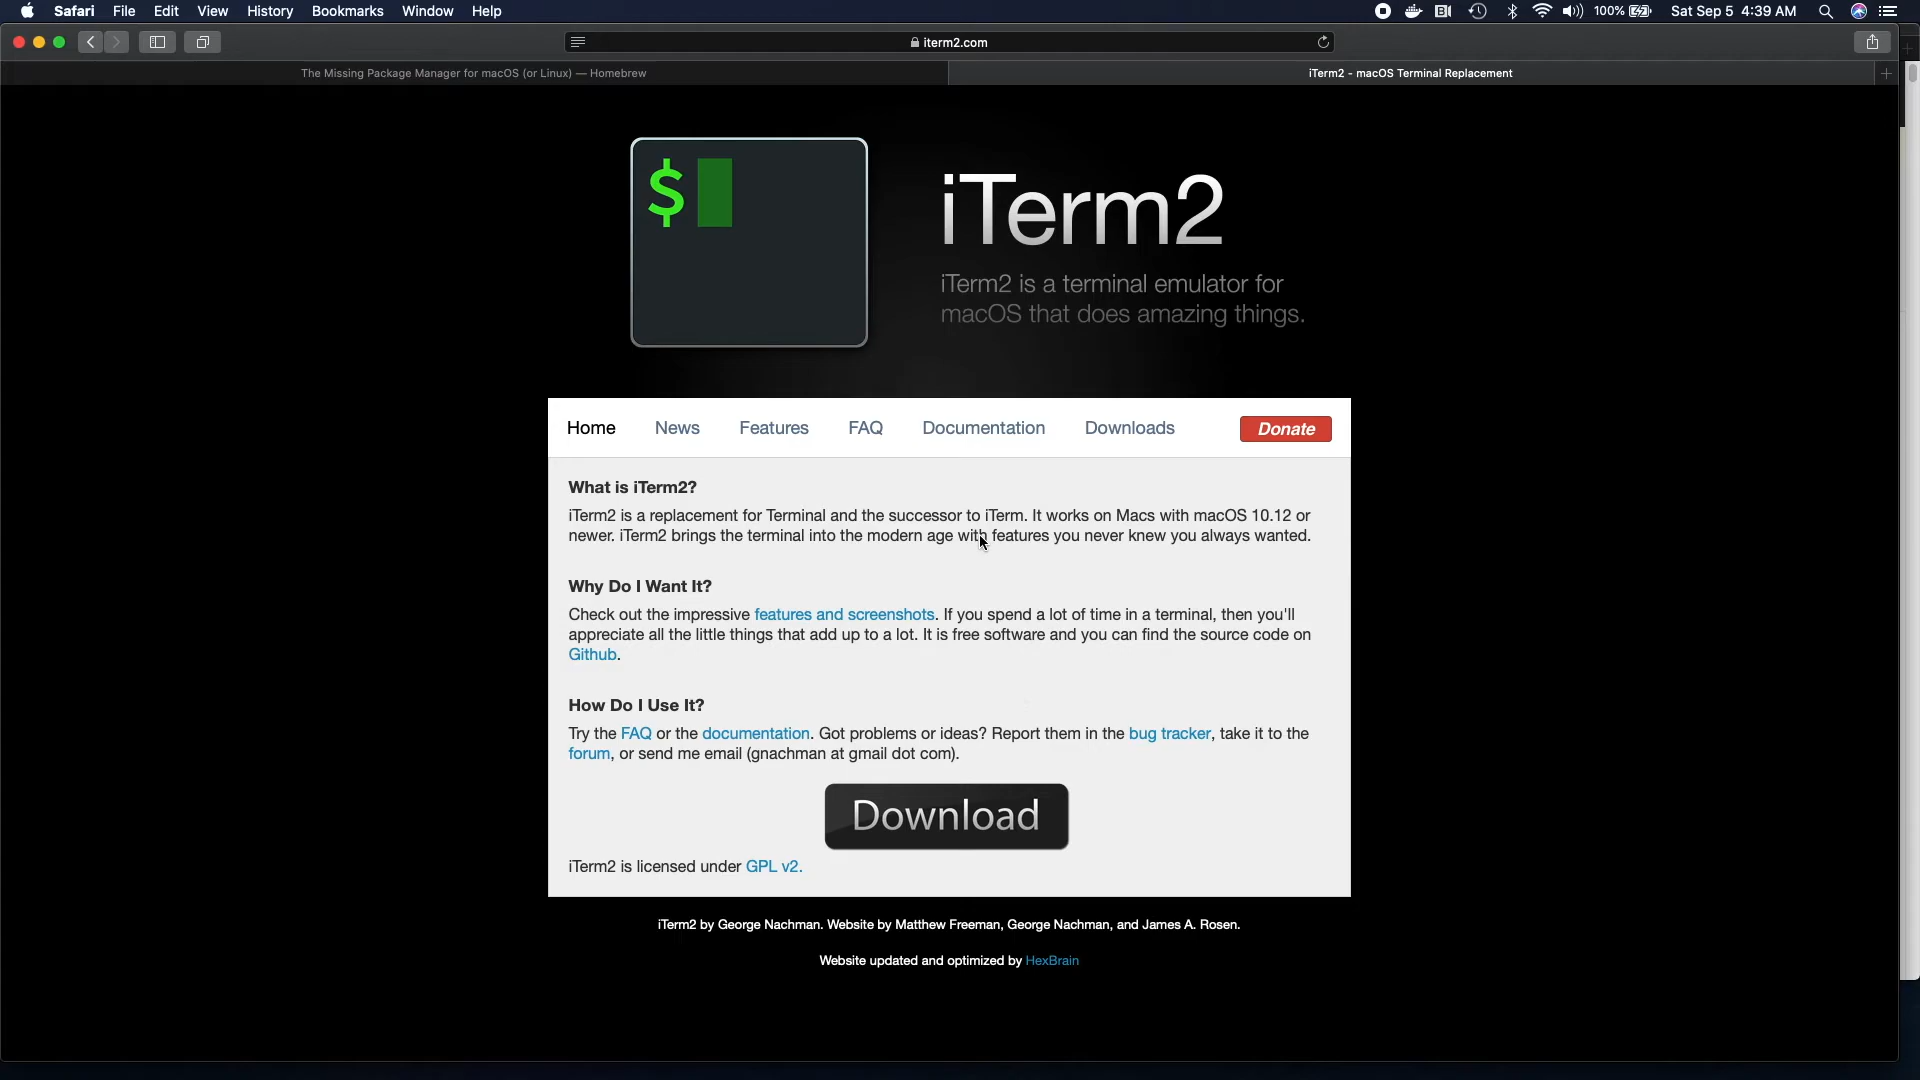 Safari File Edit View History Bookmarks Window Help 100% Sat Sep 5 4:39 AM
iterm2.com
The Missing Package Manager for macOS (or Linux) — Homebrew
iTerm2 - macOS Terminal Replacement
$
iTerm2
iTerm2 is a terminal emulator for
macOS that does amazing things.
Home News Features FAQ Documentation Downloads Donate
What is iTerm2?
iTerm2 is a replacement for Terminal and the successor to iTerm. It works on Macs with macOS 10.12 or
newer. iTerm2 brings the terminal into the modern age with features you never knew you always wanted.
Why Do I Want It?
Check out the impressive features and screenshots. If you spend a lot of time in a terminal, then you'll
appreciate all the little things that add up to a lot. It is free software and you can find the source code on
Github.
How Do I Use It?
Try the FAQ or the documentation. Got problems or ideas? Report them in the bug tracker, take it to the
forum, or send me email (gnachman at gmail dot com).
Download
iTerm2 is licensed under GPL v2.
iTerm2 by George Nachman. Website by Matthew Freeman, George Nachman, and James A. Rosen.
Website updated and optimized by HexBrain